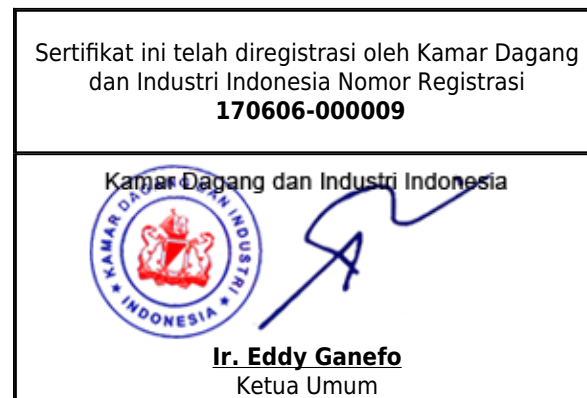 Sertifikat ini telah diregistrasi oleh Kamar Dagang
dan Industri Indonesia Nomor Registrasi
170606-000009
Kamar Dagang dan Industri Indonesia
KAMAR DAGANG DAN INDUSTRI
INDONESIA
Ir. Eddy Ganefo
Ketua Umum